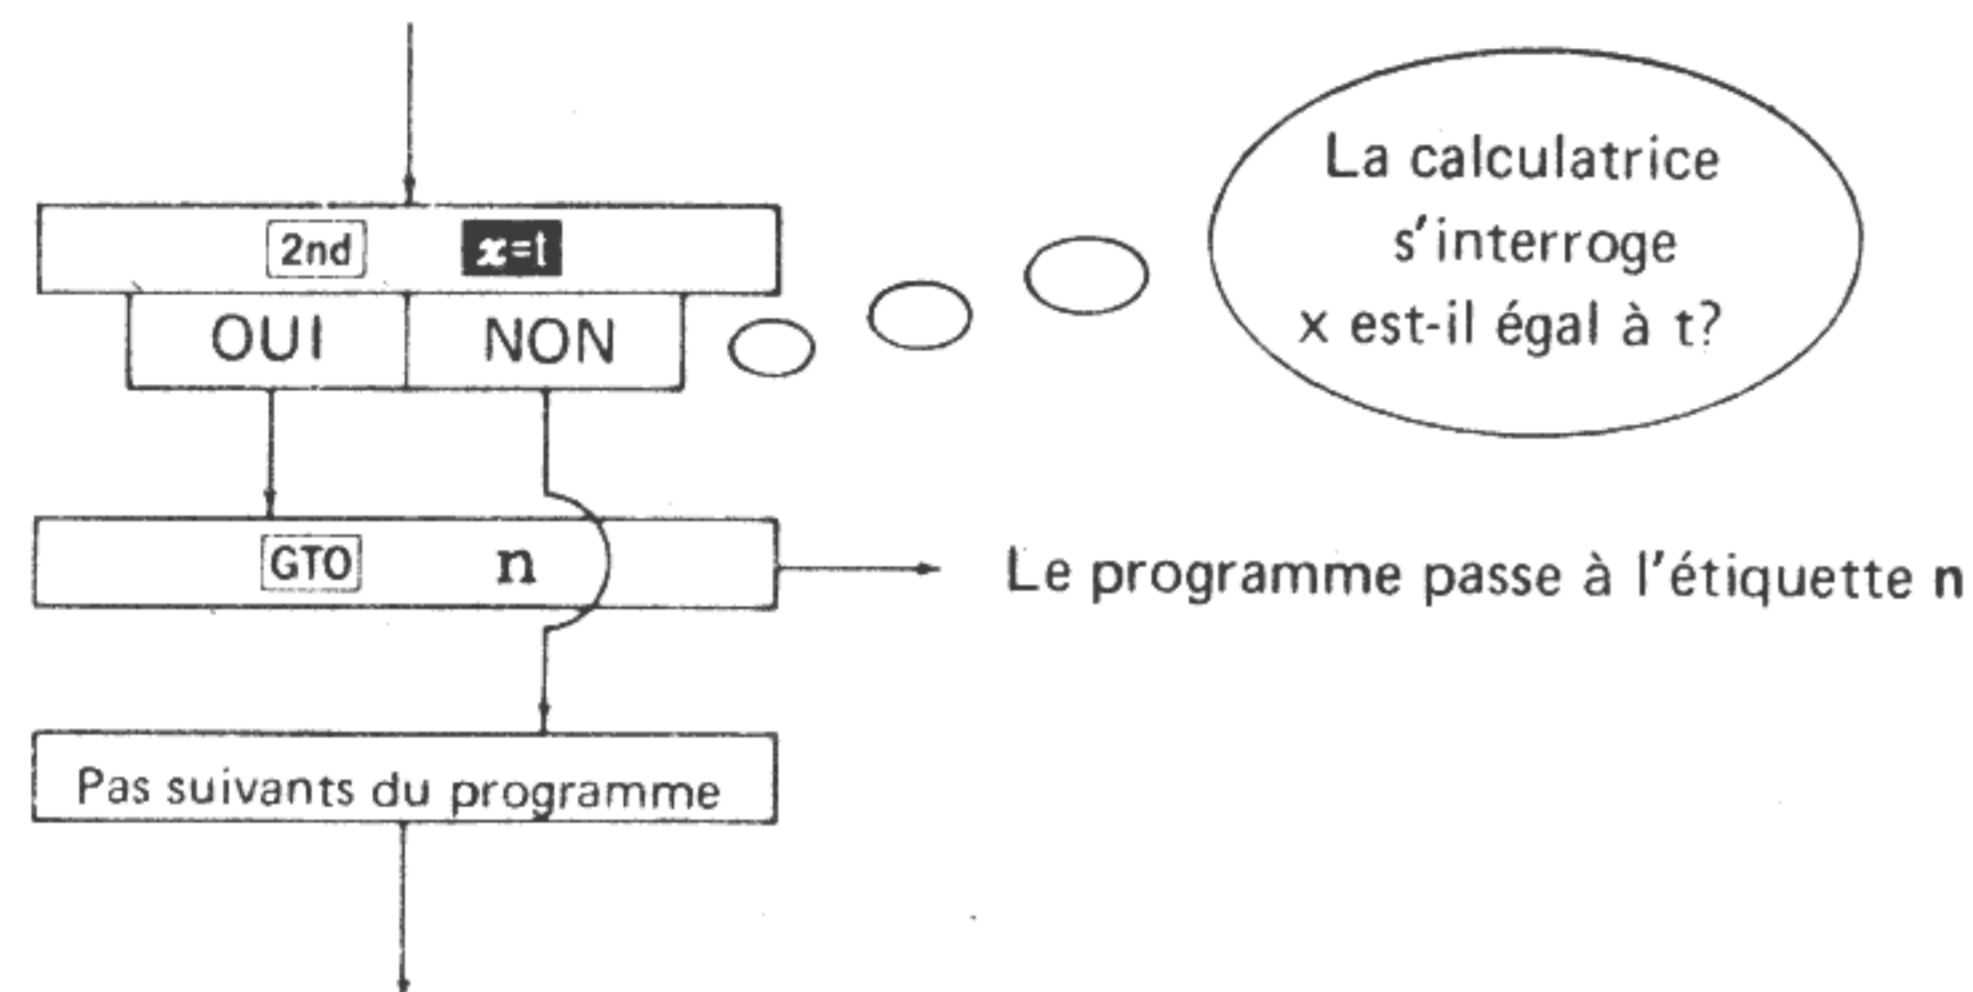 La calculatrice
s'interroge
x est-il égal à t?
2nd x=t
OUI NON
GTO n
Le programme passe à l'étiquette n
Pas suivants du programme